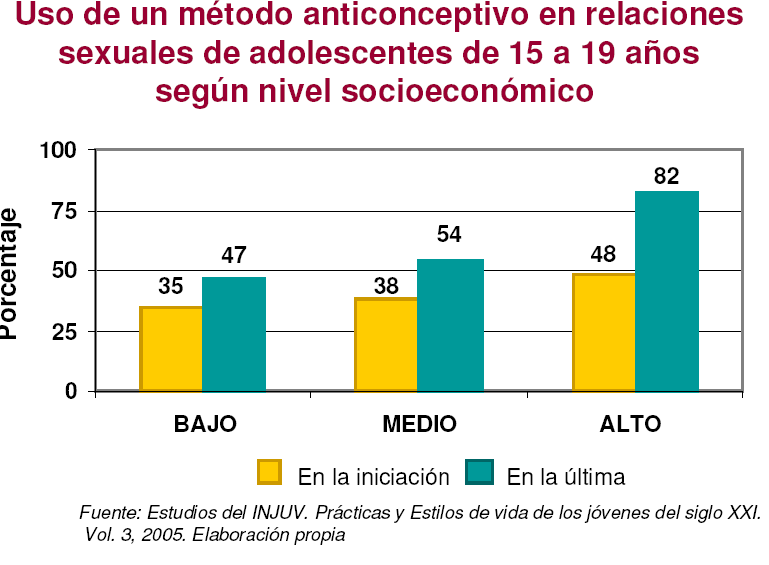 Uso de un método anticonceptivo en relaciones
sexuales de adolescentes de 15 a 19 años
según nivel socioeconómico
Porcentaje
100
75
50
25
0
35
47
38
54
48
82
BAJO
MEDIO
ALTO
En la iniciación
En la última
Fuente: Estudios del INJUV. Prácticas y Estilos de vida de los jóvenes del siglo XXI.
Vol. 3, 2005. Elaboración propia